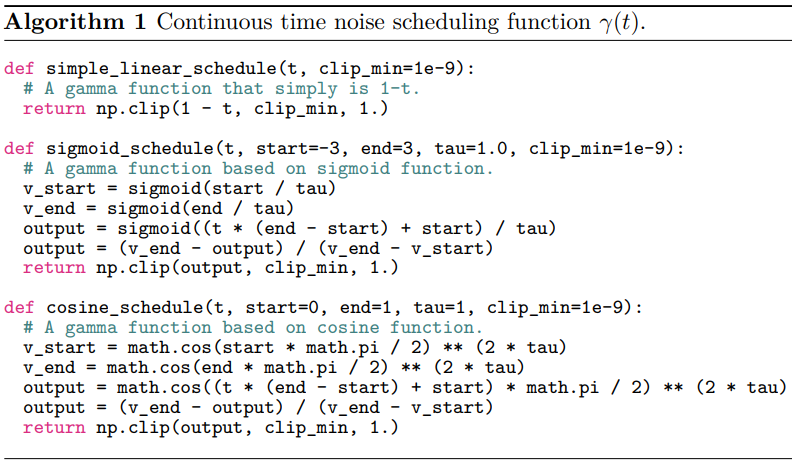 Algorithm 1 Continuous time noise scheduling function γ(t).
def simple_linear_schedule(t, clip_min=1e-9):
  # A gamma function that simply is 1-t.
  return np.clip(1 - t, clip_min, 1.)
def sigmoid_schedule(t, start=-3, end=3, tau=1.0, clip_min=1e-9):
  # A gamma function based on sigmoid function.
  v_start = sigmoid(start / tau)
  v_end = sigmoid(end / tau)
  output = sigmoid((t * (end - start) + start) / tau)
  output = (v_end - output) / (v_end - v_start)
  return np.clip(output, clip_min, 1.)
def cosine_schedule(t, start=0, end=1, tau=1, clip_min=1e-9):
  # A gamma function based on cosine function.
  v_start = math.cos(start * math.pi / 2) ** (2 * tau)
  v_end = math.cos(end * math.pi / 2) ** (2 * tau)
  output = math.cos((t * (end - start) + start) * math.pi / 2) ** (2 * tau)
  output = (v_end - output) / (v_end - v_start)
  return np.clip(output, clip_min, 1.)